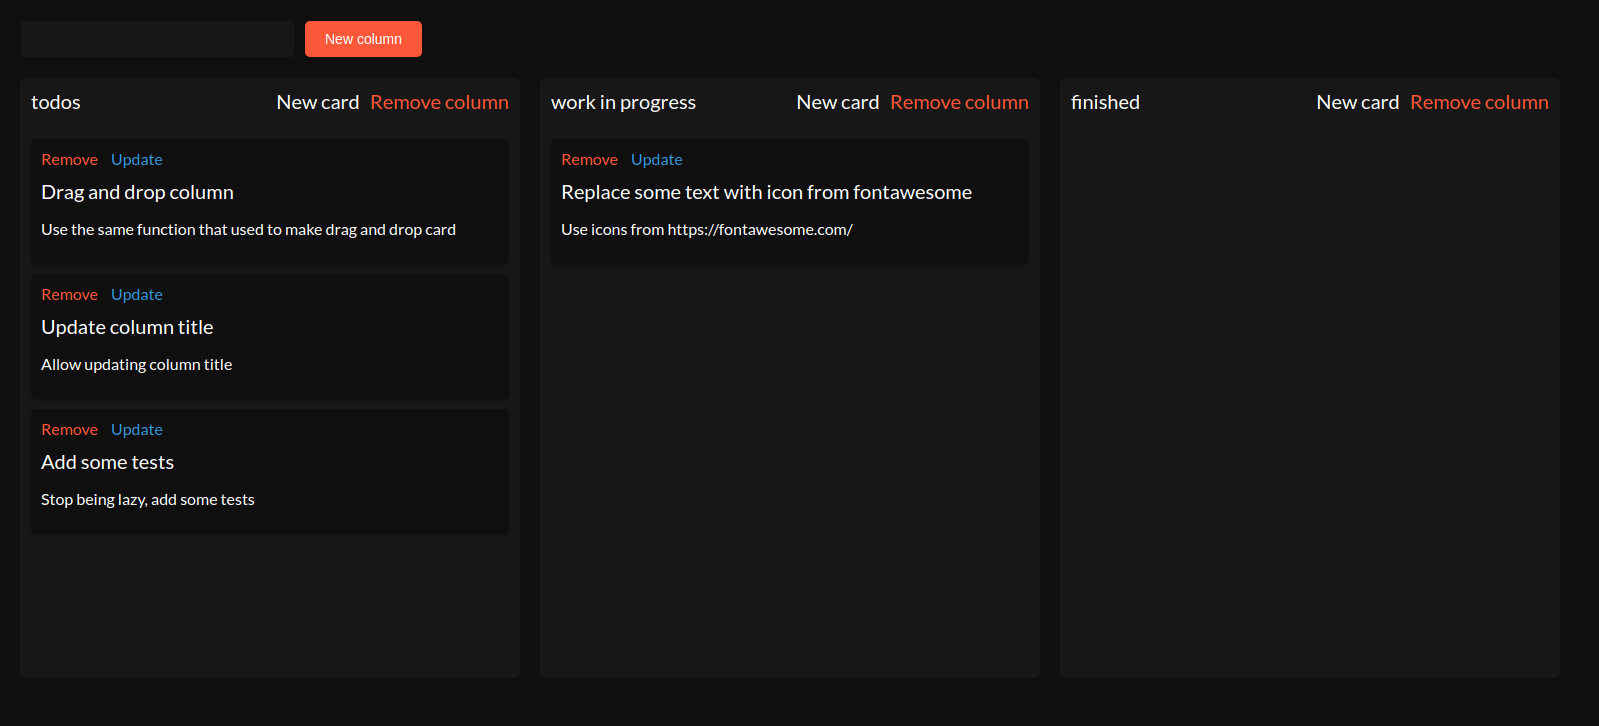 New column
todos New card Remove column
Remove Update
Drag and drop column
Use the same function that used to make drag and drop card
Remove Update
Update column title
Allow updating column title
Remove Update
Add some tests
Stop being lazy, add some tests
work in progress New card Remove column
Remove Update
Replace some text with icon from fontawesome
Use icons from https://fontawesome.com/
finished New card Remove column